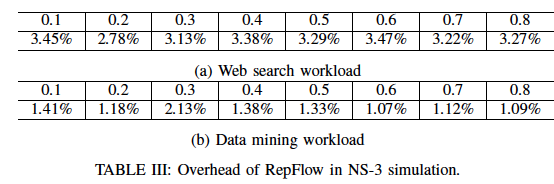 0.1 0.2 0.3 0.4 0.5 0.6 0.7 0.8
3.45% 2.78% 3.13% 3.38% 3.29% 3.47% 3.22% 3.27%
(a) Web search workload
0.1 0.2 0.3 0.4 0.5 0.6 0.7 0.8
1.41% 1.18% 2.13% 1.38% 1.33% 1.07% 1.12% 1.09%
(b) Data mining workload
TABLE III: Overhead of RepFlow in NS-3 simulation.